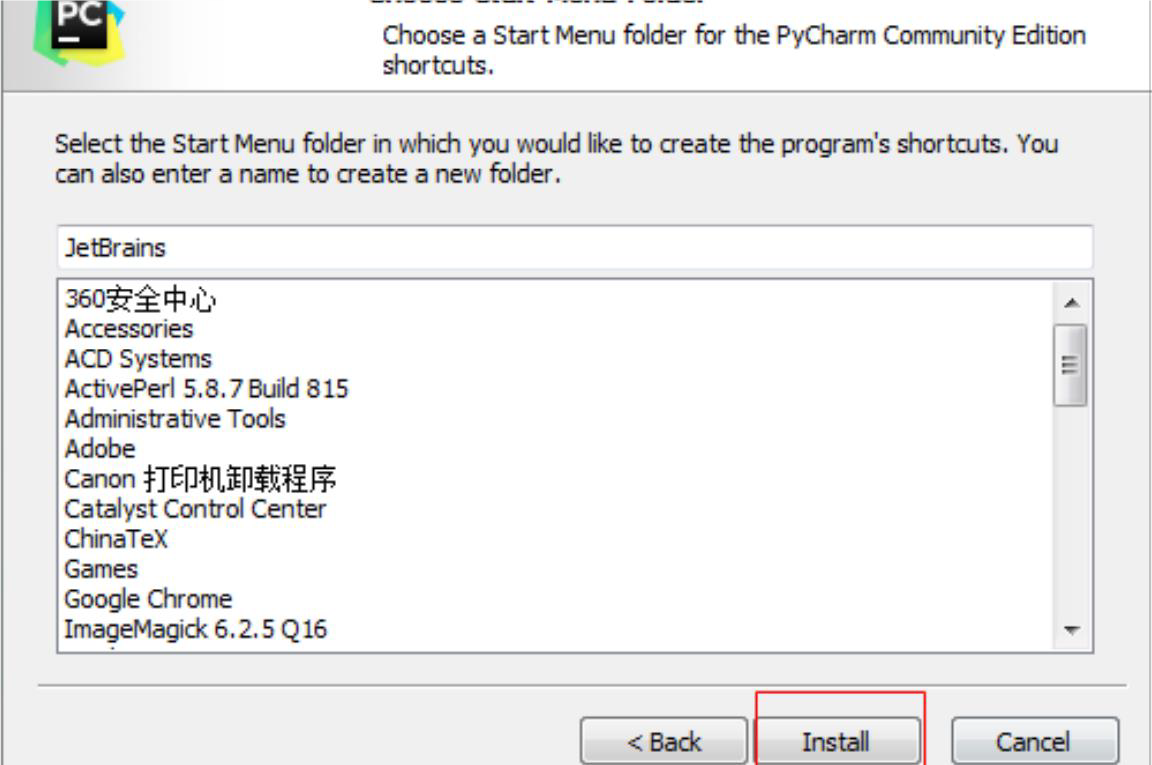 PC
Choose a Start Menu folder for the PyCharm Community Edition
shortcuts.
Select the Start Menu folder in which you would like to create the program's shortcuts. You
can also enter a name to create a new folder.
JetBrains
360安全中心
Accessories
ACD Systems
ActivePerl 5.8.7 Build 815
Administrative Tools
Adobe
Canon 打印机卸载程序
Catalyst Control Center
ChinaTeX
Games
Google Chrome
ImageMagick 6.2.5 Q16
< Back
Install
Cancel